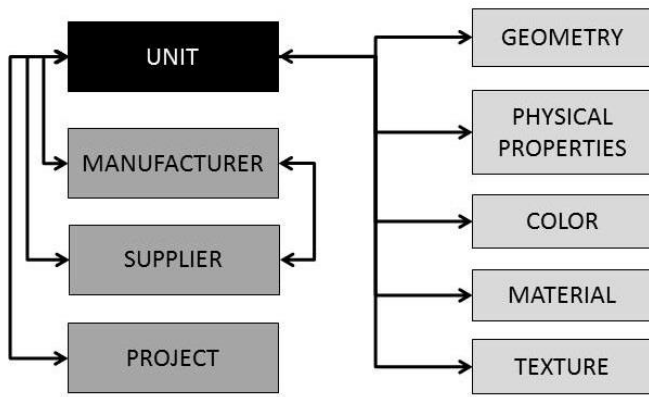 UNIT
MANUFACTURER
SUPPLIER
PROJECT
GEOMETRY
PHYSICAL
PROPERTIES
COLOR
MATERIAL
TEXTURE